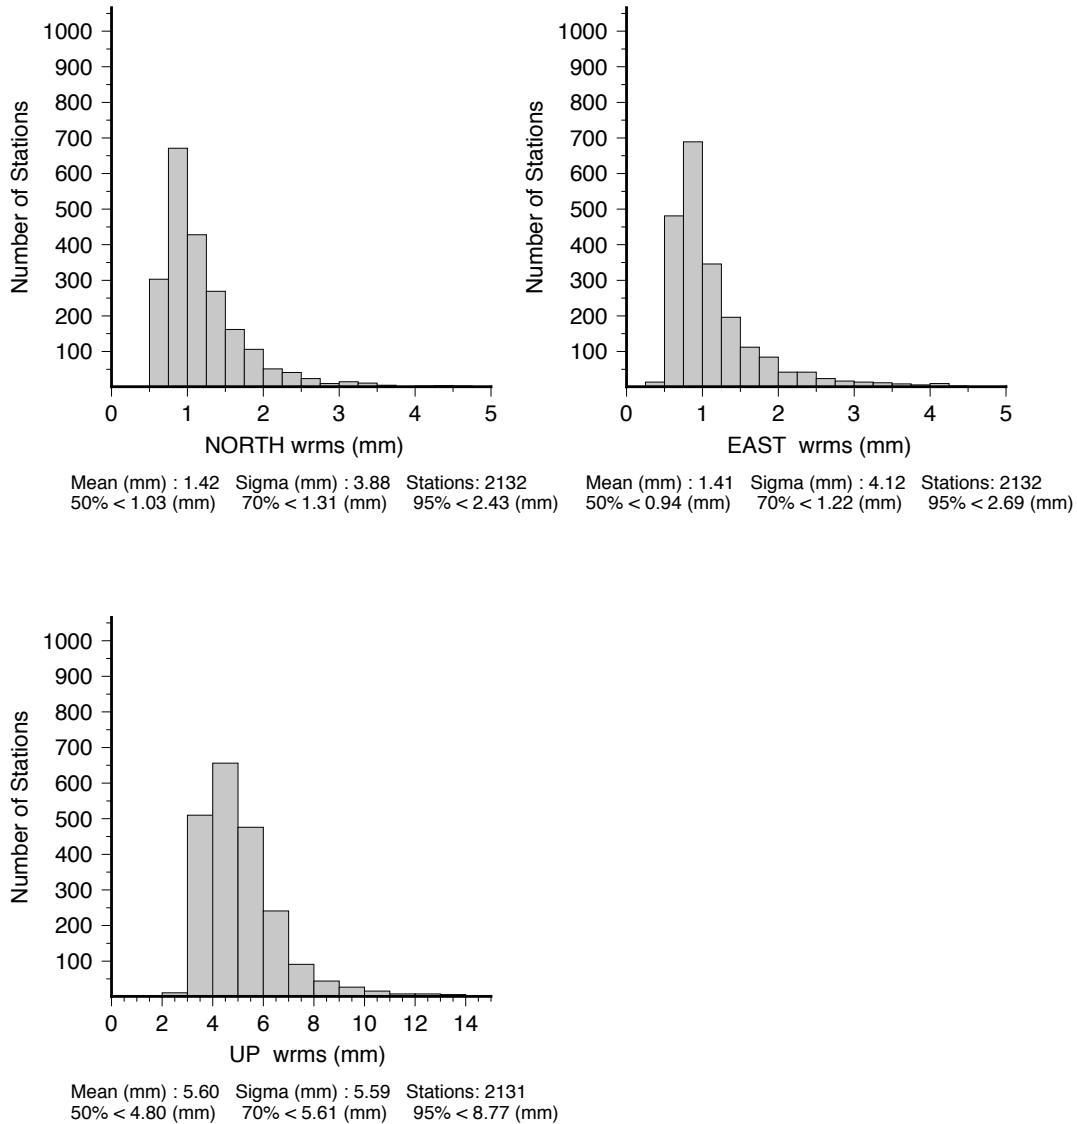 1000
900
800
700
600
500
400
300
200
100
Number of Stations
0 1 2 3 4 5
NORTH wrms (mm)
Mean (mm) : 1.42 Sigma (mm) : 3.88 Stations: 2132
50% < 1.03 (mm) 70% < 1.31 (mm) 95% < 2.43 (mm)
1000
900
800
700
600
500
400
300
200
100
Number of Stations
0 1 2 3 4 5
EAST wrms (mm)
Mean (mm) : 1.41 Sigma (mm) : 4.12 Stations: 2132
50% < 0.94 (mm) 70% < 1.22 (mm) 95% < 2.69 (mm)
1000
900
800
700
600
500
400
300
200
100
Number of Stations
0 2 4 6 8 10 12 14
UP wrms (mm)
Mean (mm) : 5.60 Sigma (mm) : 5.59 Stations: 2131
50% < 4.80 (mm) 70% < 5.61 (mm) 95% < 8.77 (mm)